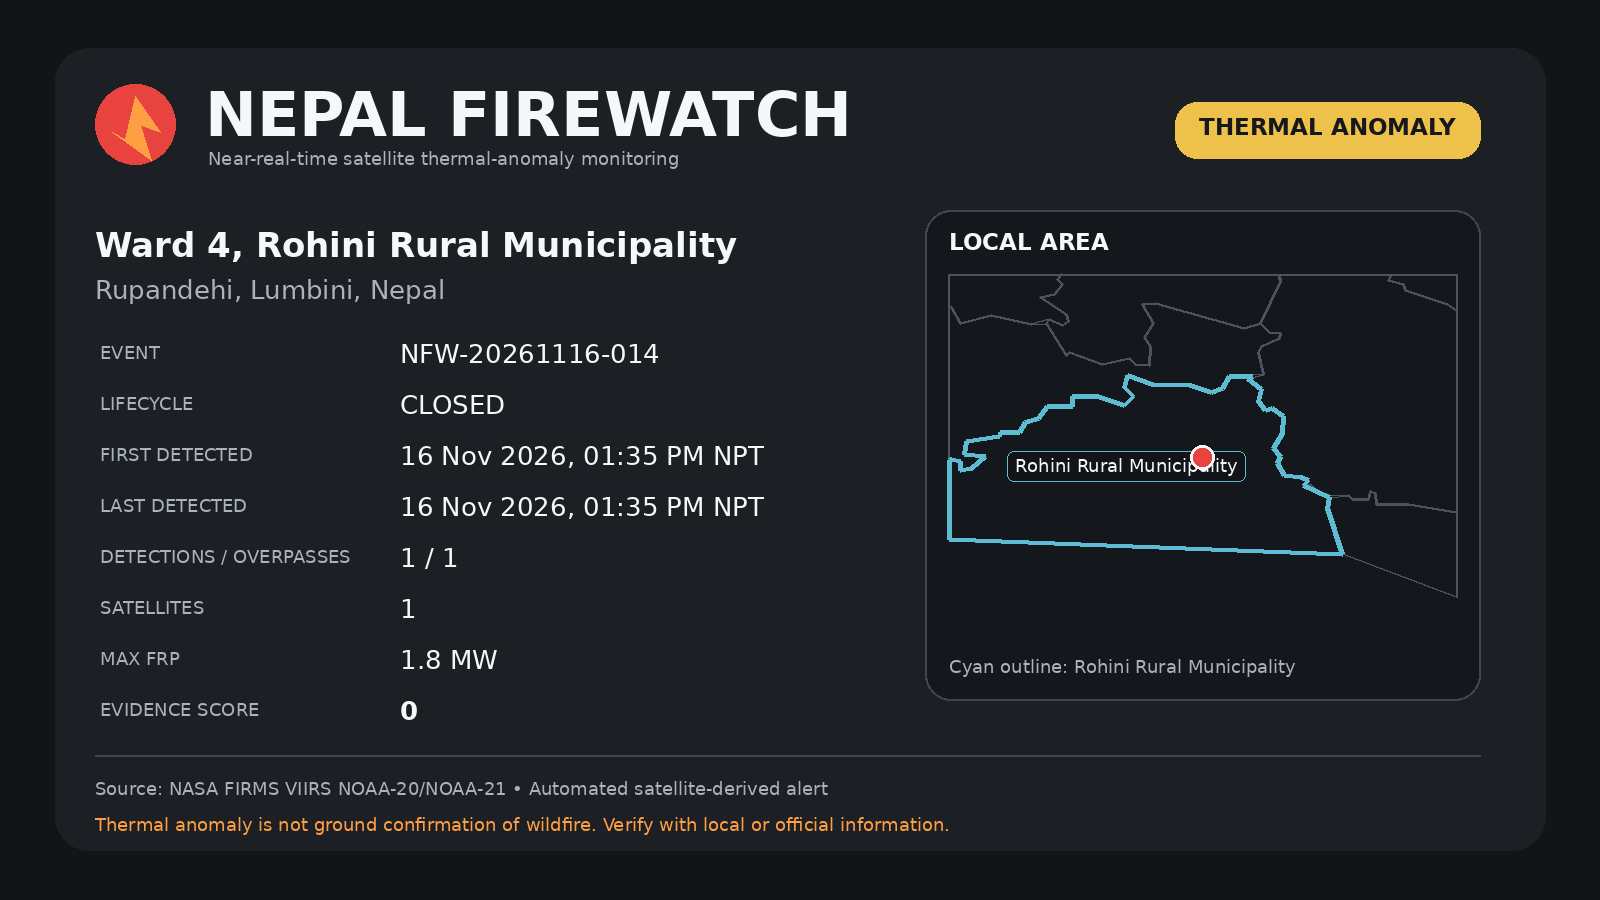 NEPAL FIREWATCH
Near-real-time satellite thermal-anomaly monitoring
THERMAL ANOMALY
Ward 4, Rohini Rural Municipality
Rupandehi, Lumbini, Nepal
EVENT NFW-20261116-014
LIFECYCLE CLOSED
FIRST DETECTED 16 Nov 2026, 01:35 PM NPT
LAST DETECTED 16 Nov 2026, 01:35 PM NPT
DETECTIONS / OVERPASSES 1 / 1
SATELLITES 1
MAX FRP 1.8 MW
EVIDENCE SCORE 0
LOCAL AREA
Rohini Rural Municipality
Cyan outline: Rohini Rural Municipality
Source: NASA FIRMS VIIRS NOAA-20/NOAA-21 • Automated satellite-derived alert
Thermal anomaly is not ground confirmation of wildfire. Verify with local or official information.